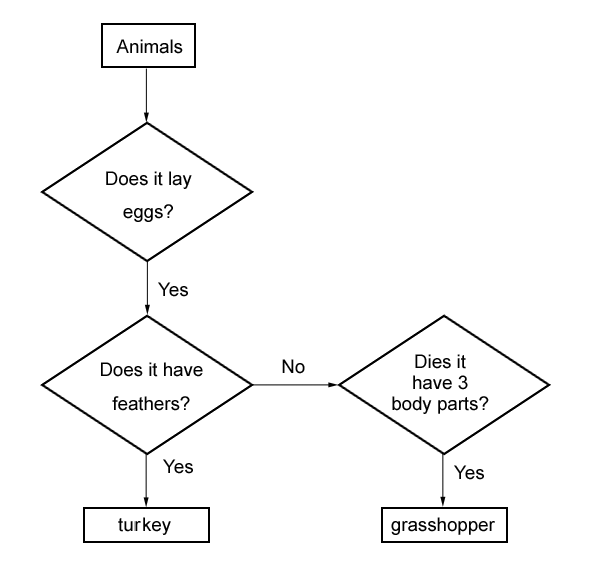 Animals
Does it lay
eggs?
Yes
Does it have
feathers?
No
Dies it
have 3
body parts?
Yes
turkey
Yes
grasshopper